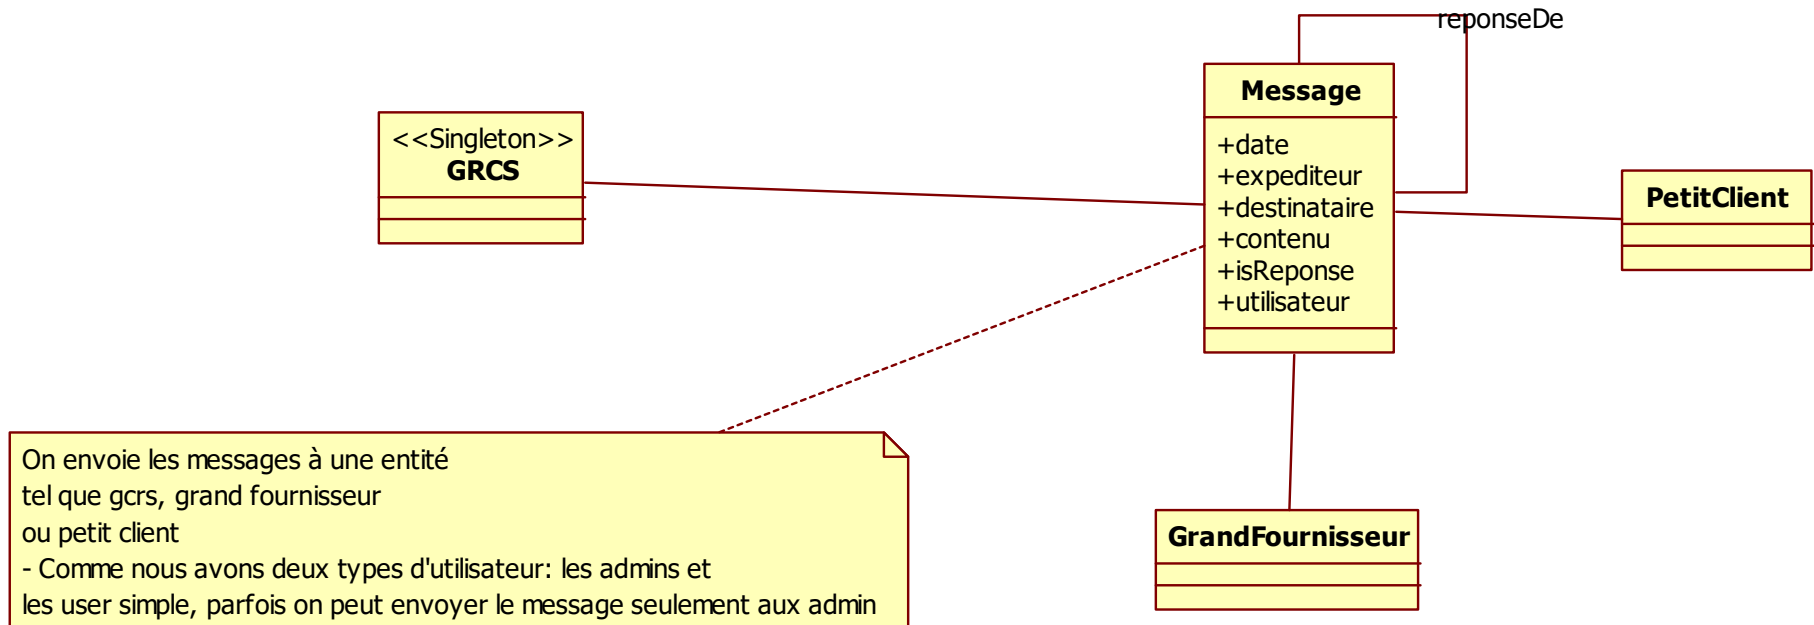 reponseDe
<<Singleton>>
GRCS
Message
+date
+expediteur
+destinataire
+contenu
+isReponse
+utilisateur
PetitClient
On envoie les messages à une entité
tel que gcrs, grand fournisseur
ou petit client
- Comme nous avons deux types d'utilisateur: les admins et
les user simple, parfois on peut envoyer le message seulement aux admin
GrandFournisseur